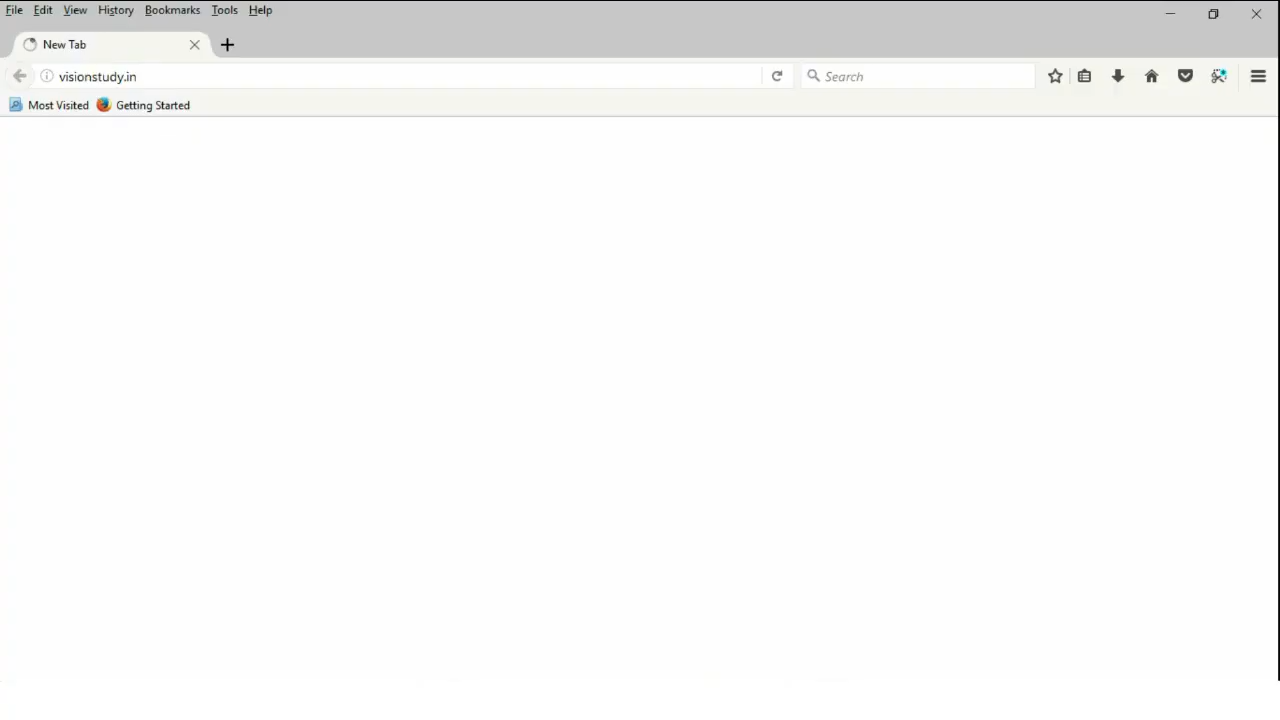 File Edit View History Bookmarks Tools Help
New Tab
visionstudy.in Search
Most Visited Getting Started